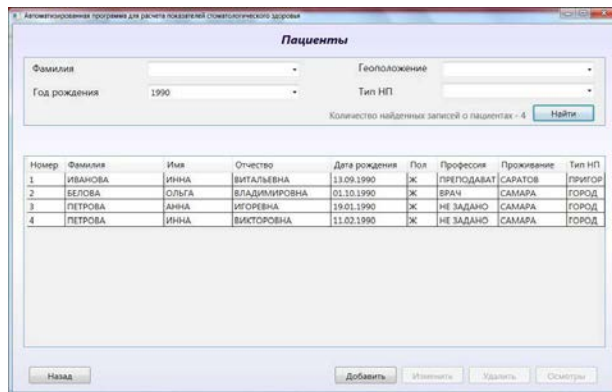 Автоматизированная программа для расчета показателей стоматологического здоровья
Пациенты
Фамилия Геоположение
Год рождения 1990 Тип НП
Количество найденных записей о пациентах - 4 Найти
Номер Фамилия Имя Отчество Дата рождения Пол Профессия Проживание Тип НП
1 ИВАНОВА ИННА ВИТАЛЬЕВНА 13.09.1990 Ж ПРЕПОДАВАТ САРАТОВ ПРИГОР
2 БЕЛОВА ОЛЬГА ВЛАДИМИРОВНА 01.10.1990 Ж ВРАЧ САМАРА ГОРОД
3 ПЕТРОВА АННА ИГОРЕВНА 19.01.1990 Ж НЕ ЗАДАНО САМАРА ГОРОД
4 ПЕТРОВА ИННА ВИКТОРОВНА 11.02.1990 Ж НЕ ЗАДАНО САМАРА ГОРОД
Назад Добавить Изменить Удалить Осмотры